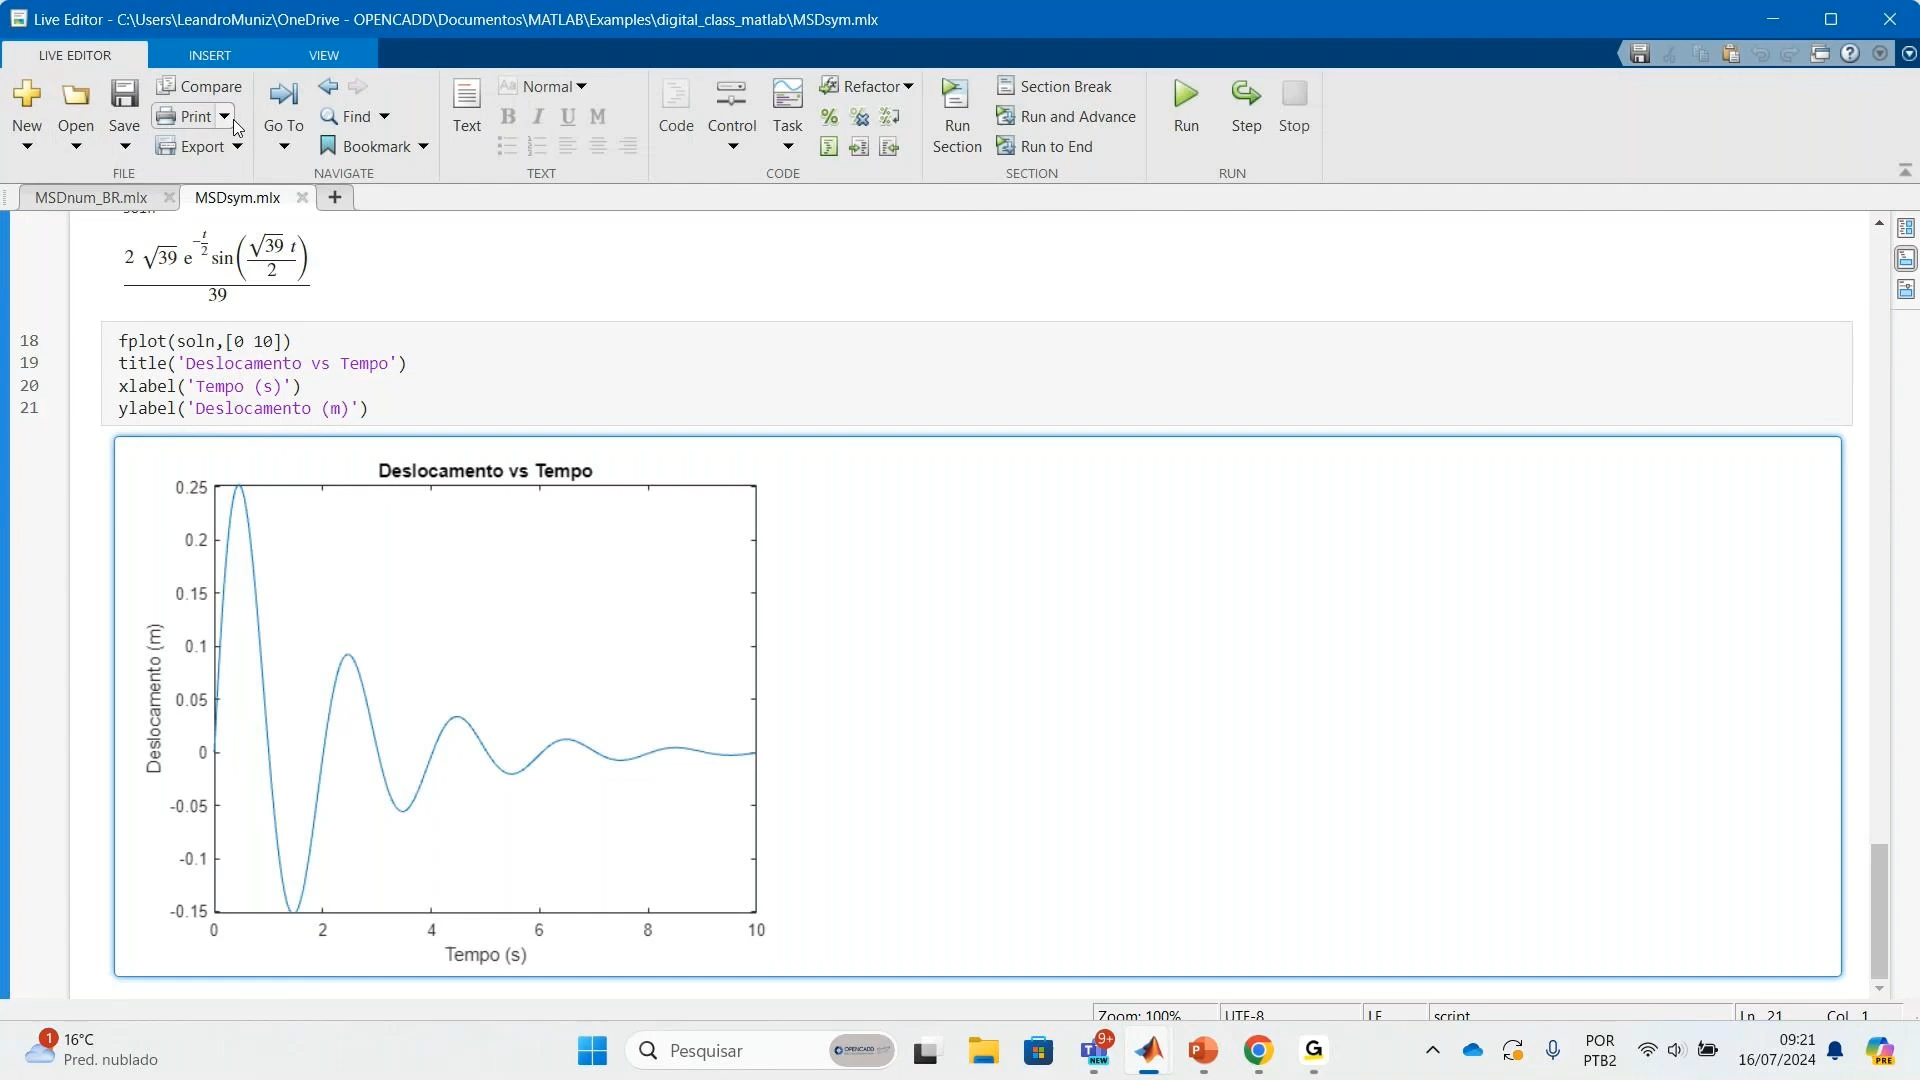 Live Editor - C:\Users\LeandroMuniz\OneDrive - OPENCADD\Documentos\MATLAB\Examples\digital_class_matlab\MSDsym.mlx
LIVE EDITOR INSERT VIEW
New Open Save Compare Print Export
FILE
Go To Find Bookmark
NAVIGATE
Text Aa Normal B I U M
TEXT
Code Control Task Refactor
CODE
Run Section Section Break Run and Advance Run to End
SECTION
Run Step Stop
RUN
MSDnum_BR.mlx MSDsym.mlx
2 √39 e^(-t/2) sin(√39 t / 2)
39
18 fplot(soln,[0 10])
19 title('Deslocamento vs Tempo')
20 xlabel('Tempo (s)')
21 ylabel('Deslocamento (m)')
Deslocamento vs Tempo
0.25
0.2
0.15
0.1
0.05
0
-0.05
-0.1
-0.15
Deslocamento (m)
0 2 4 6 8 10
Tempo (s)
Zoom: 100% UTF-8 LF script Ln 21 Col 1
1 16°C
Pred. nublado
Pesquisar
OPENCADD
9+
NEW
G
POR
PTB2
09:21
16/07/2024
PRE